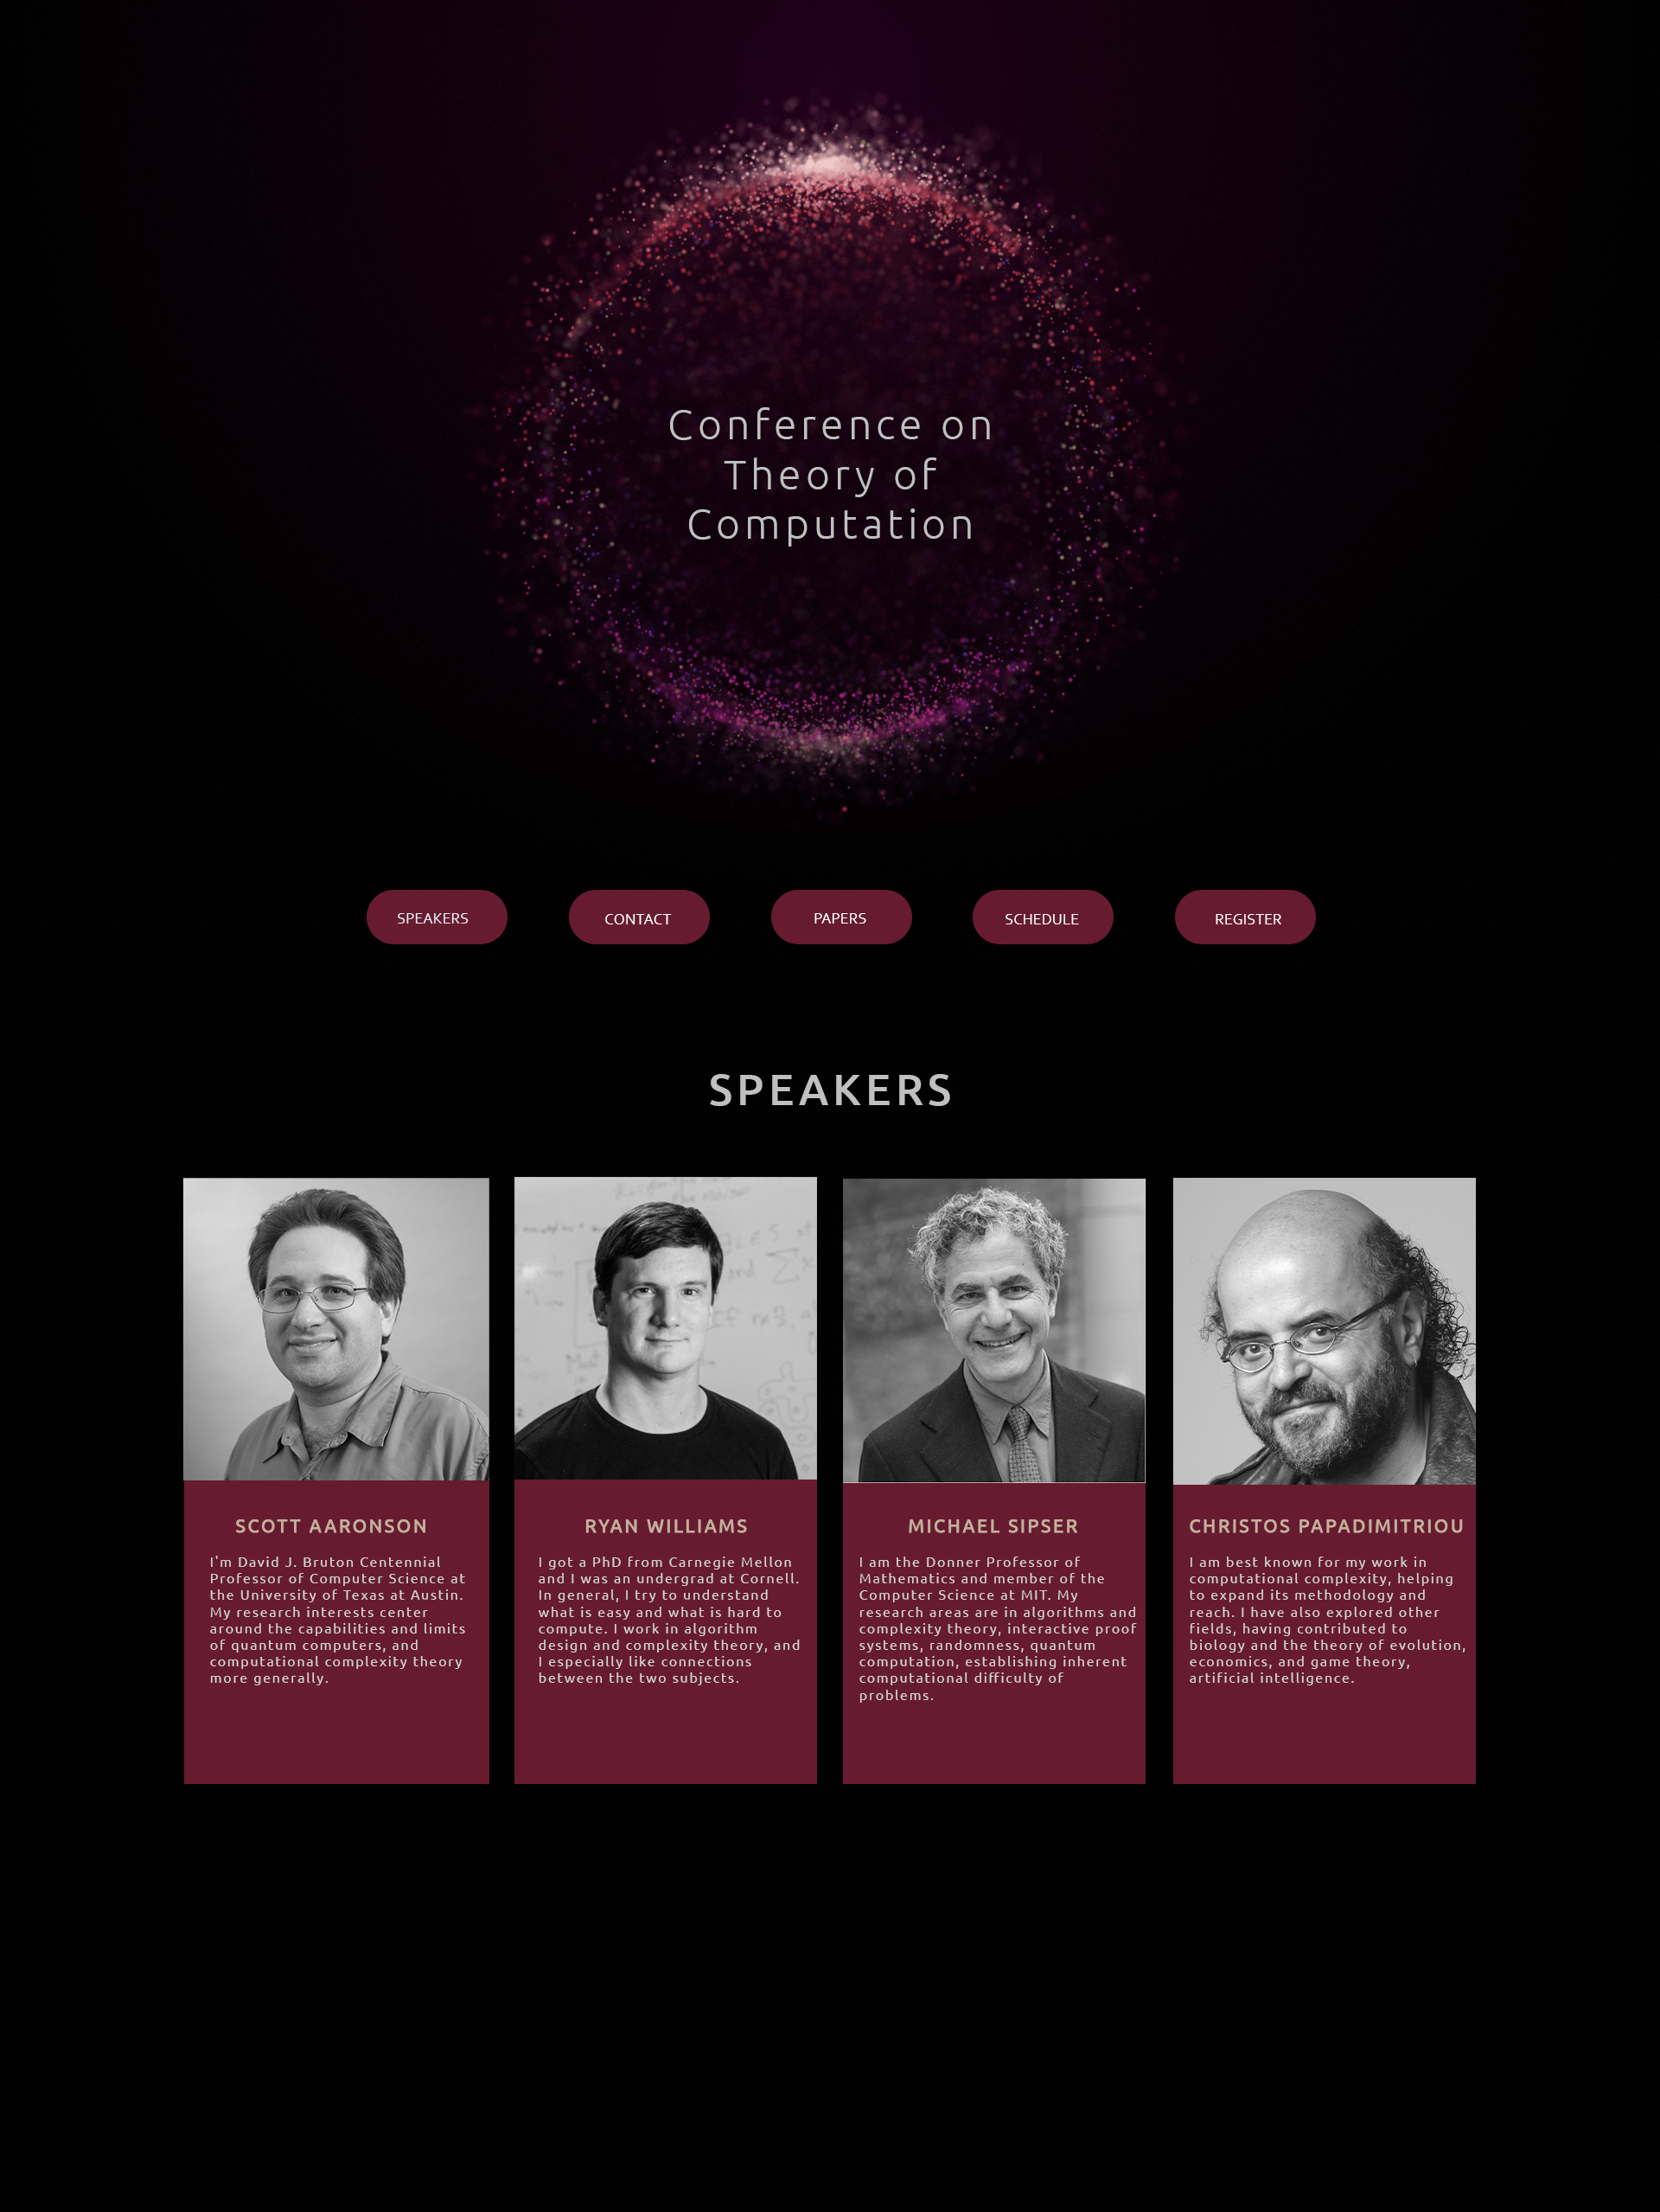 Conference on
Theory of
Computation
SPEAKERS
CONTACT
PAPERS
SCHEDULE
REGISTER
SPEAKERS
SCOTT AARONSON
I'm David J. Bruton Centennial
Professor of Computer Science at
the University of Texas at Austin.
My research interests center
around the capabilities and limits
of quantum computers, and
computational complexity theory
more generally.
RYAN WILLIAMS
I got a PhD from Carnegie Mellon
and I was an undergrad at Cornell.
In general, I try to understand
what is easy and what is hard to
compute. I work in algorithm
design and complexity theory, and
I especially like connections
between the two subjects.
MICHAEL SIPSER
I am the Donner Professor of
Mathematics and member of the
Computer Science at MIT. My
research areas are in algorithms and
complexity theory, interactive proof
systems, randomness, quantum
computation, establishing inherent
computational difficulty of
problems.
CHRISTOS PAPADIMITRIOU
I am best known for my work in
computational complexity, helping
to expand its methodology and
reach. I have also explored other
fields, having contributed to
biology and the theory of evolution,
economics, and game theory,
artificial intelligence.